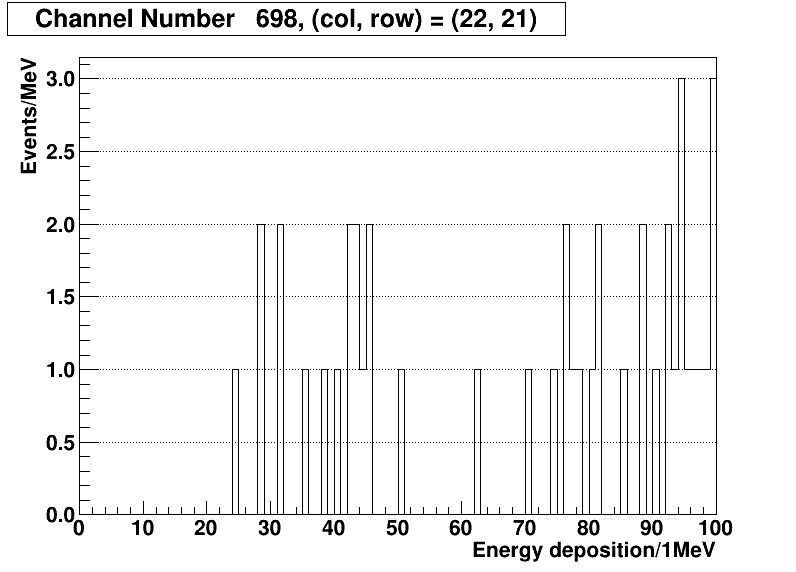 Channel Number 698, (col, row) = (22, 21)
Events/MeV
3.0
2.5
2.0
1.5
1.0
0.5
0.0
0 10 20 30 40 50 60 70 80 90 100
Energy deposition/1MeV